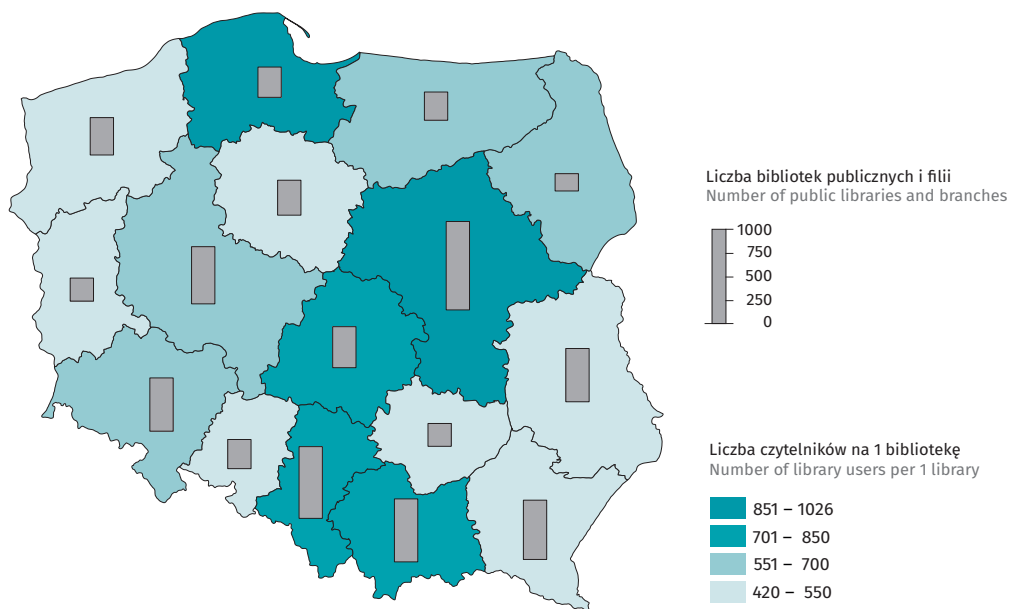 Liczba bibliotek publicznych i filii
Number of public libraries and branches
1000
750
500
250
0
Liczba czytelników na 1 bibliotekę
Number of library users per 1 library
851 – 1026
701 – 850
551 – 700
420 – 550